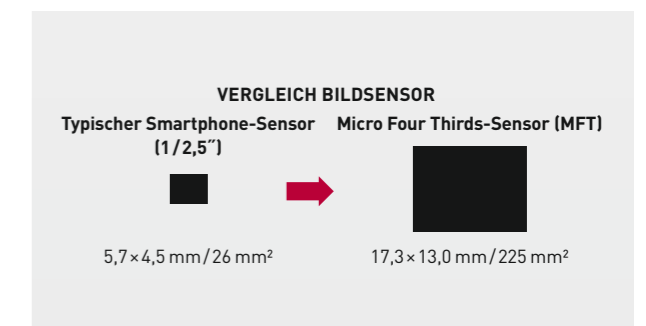 VERGLEICH BILDSENSOR
Typischer Smartphone-Sensor
(1/2,5˝)
Micro Four Thirds-Sensor (MFT)
5,7×4,5 mm/26 mm²
17,3×13,0 mm/225 mm²